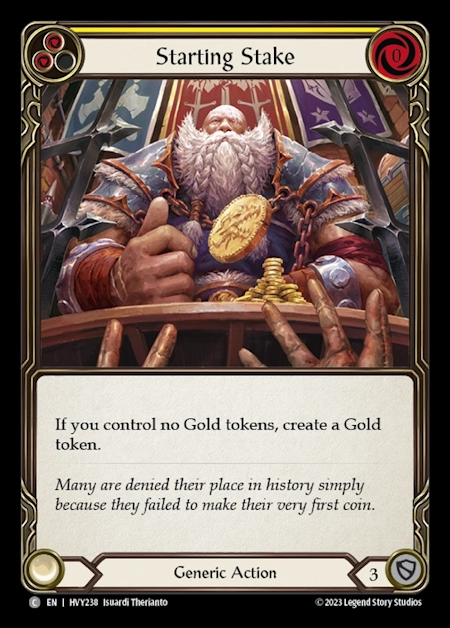 Starting Stake
0
If you control no Gold tokens, create a Gold
token.
Many are denied their place in history simply
because they failed to make their very first coin.
Generic Action
3
C EN | HVY238 Isuardi Therianto
© 2023 Legend Story Studios